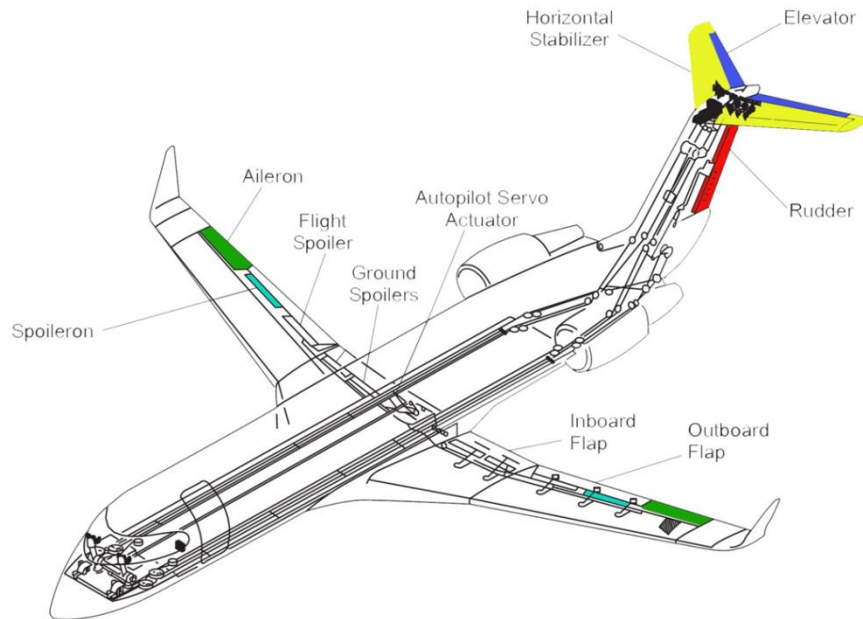 Horizontal
Stabilizer
Elevator
Aileron
Autopilot Servo
Actuator
Rudder
Flight
Spoiler
Ground
Spoilers
Spoileron
Inboard
Flap
Outboard
Flap